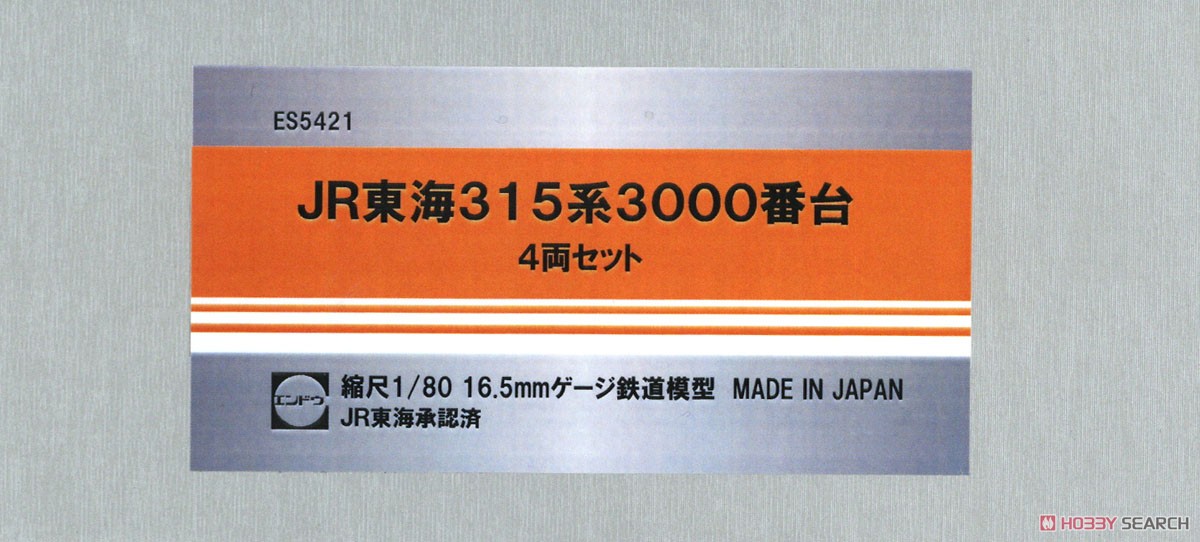 ES5421
JR東海315系3000番台
4両セット
エンドウ
縮尺1/80 16.5mmゲージ鉄道模型 MADE IN JAPAN
JR東海承認済
HOBBY SEARCH